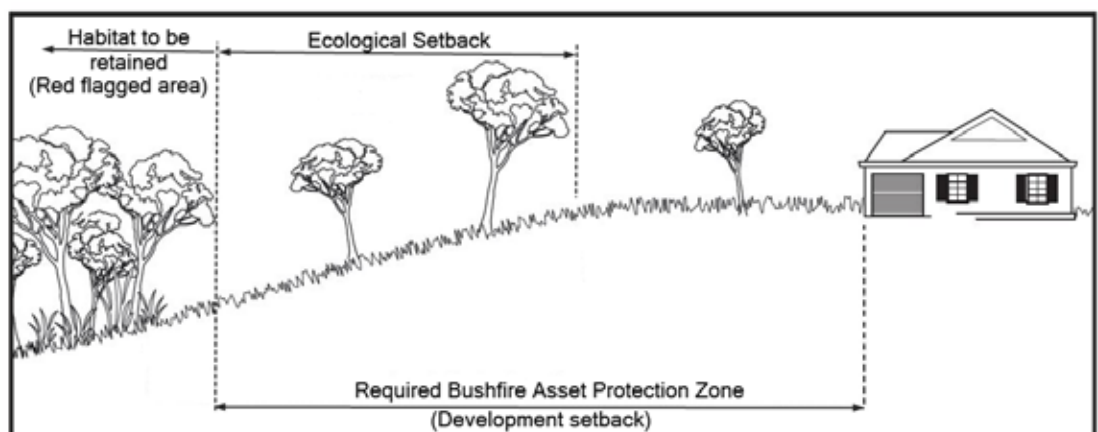 Habitat to be
retained
(Red flagged area)
Ecological Setback
Required Bushfire Asset Protection Zone
(Development setback)